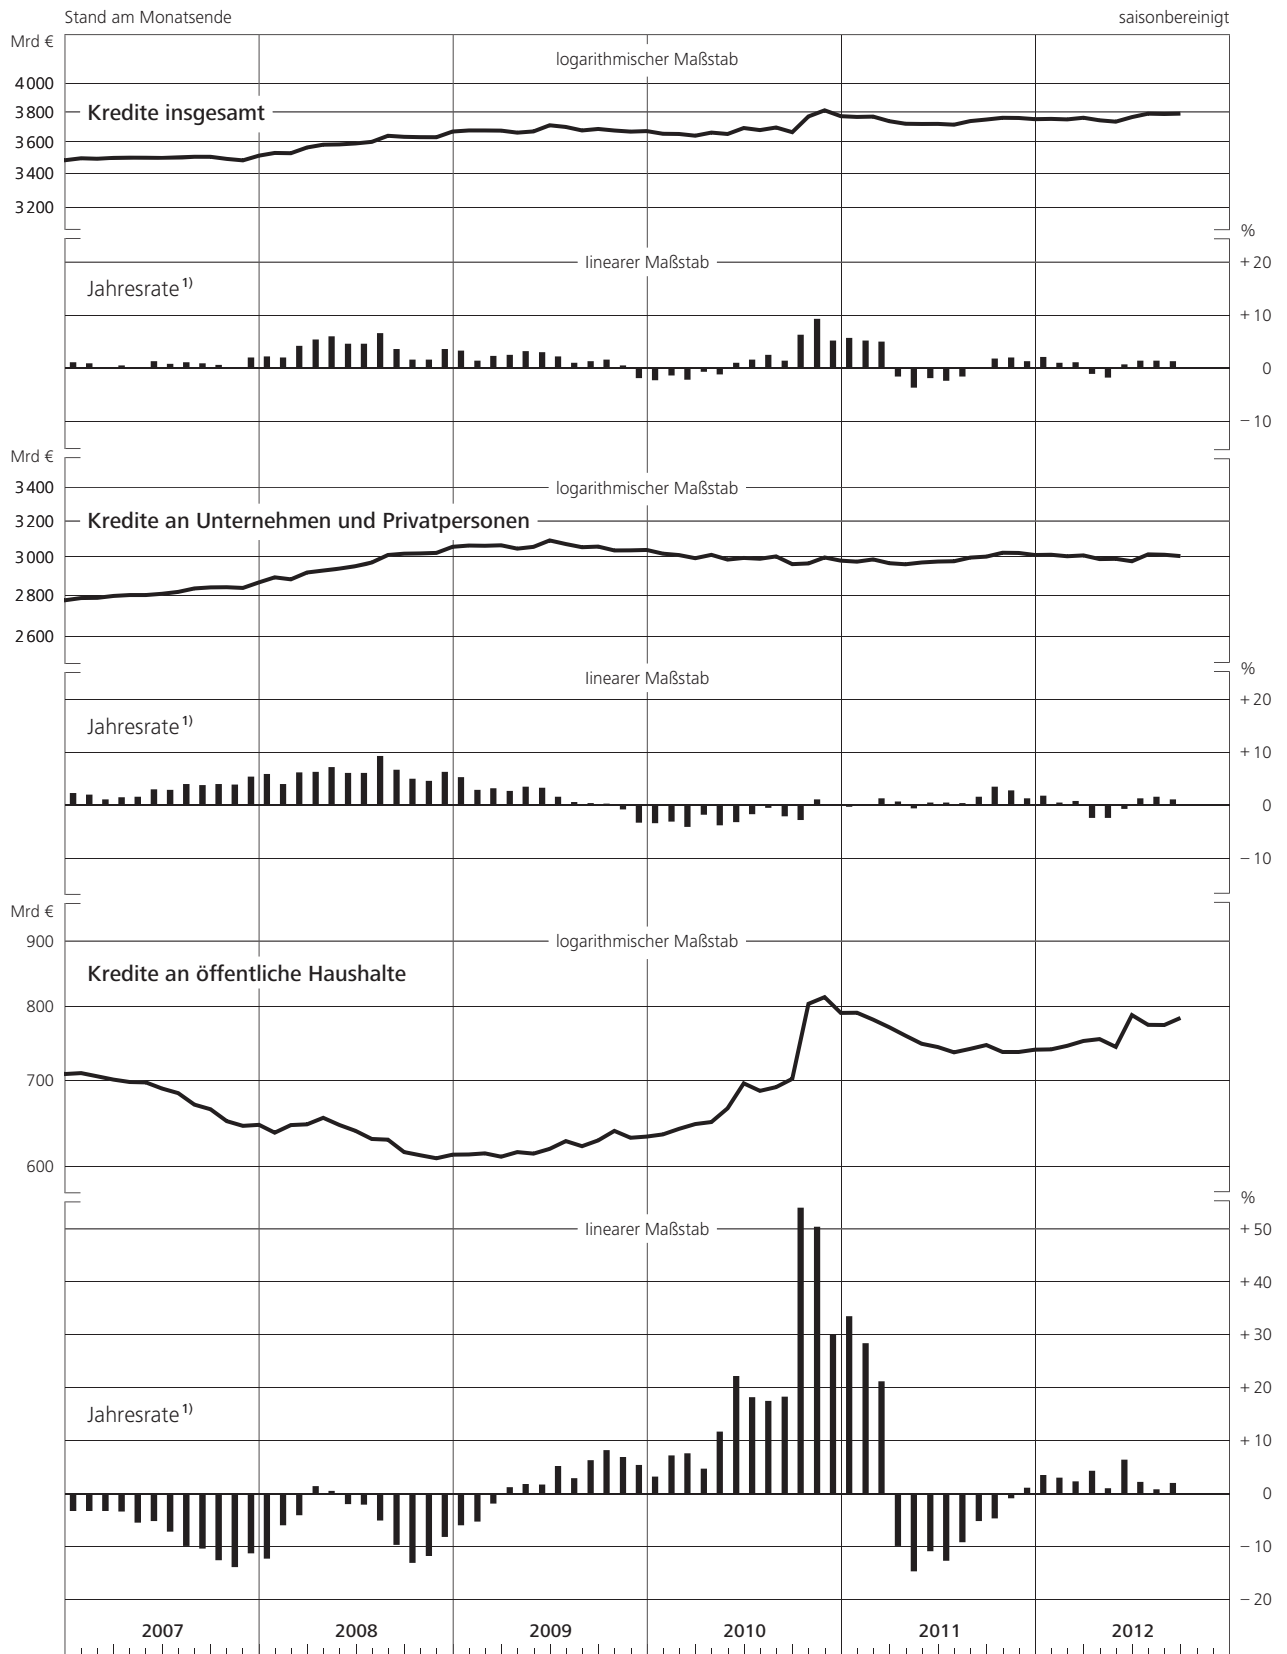 Stand am Monatsende saisonbereinigt
Mrd €
logarithmischer Maßstab
4 000
3 800 Kredite insgesamt
3 600
3 400
3 200
%
linearer Maßstab + 20
Jahresrate 1)
+ 10
0
− 10
Mrd €
3 400 logarithmischer Maßstab
3 200 Kredite an Unternehmen und Privatpersonen
3 000
2 800
2 600
%
linearer Maßstab
+ 20
Jahresrate 1)
+ 10
0
− 10
Mrd €
900 logarithmischer Maßstab
Kredite an öffentliche Haushalte
800
700
600
%
linearer Maßstab + 50
+ 40
+ 30
+ 20
Jahresrate 1)
+ 10
0
− 10
− 20
2007 2008 2009 2010 2011 2012